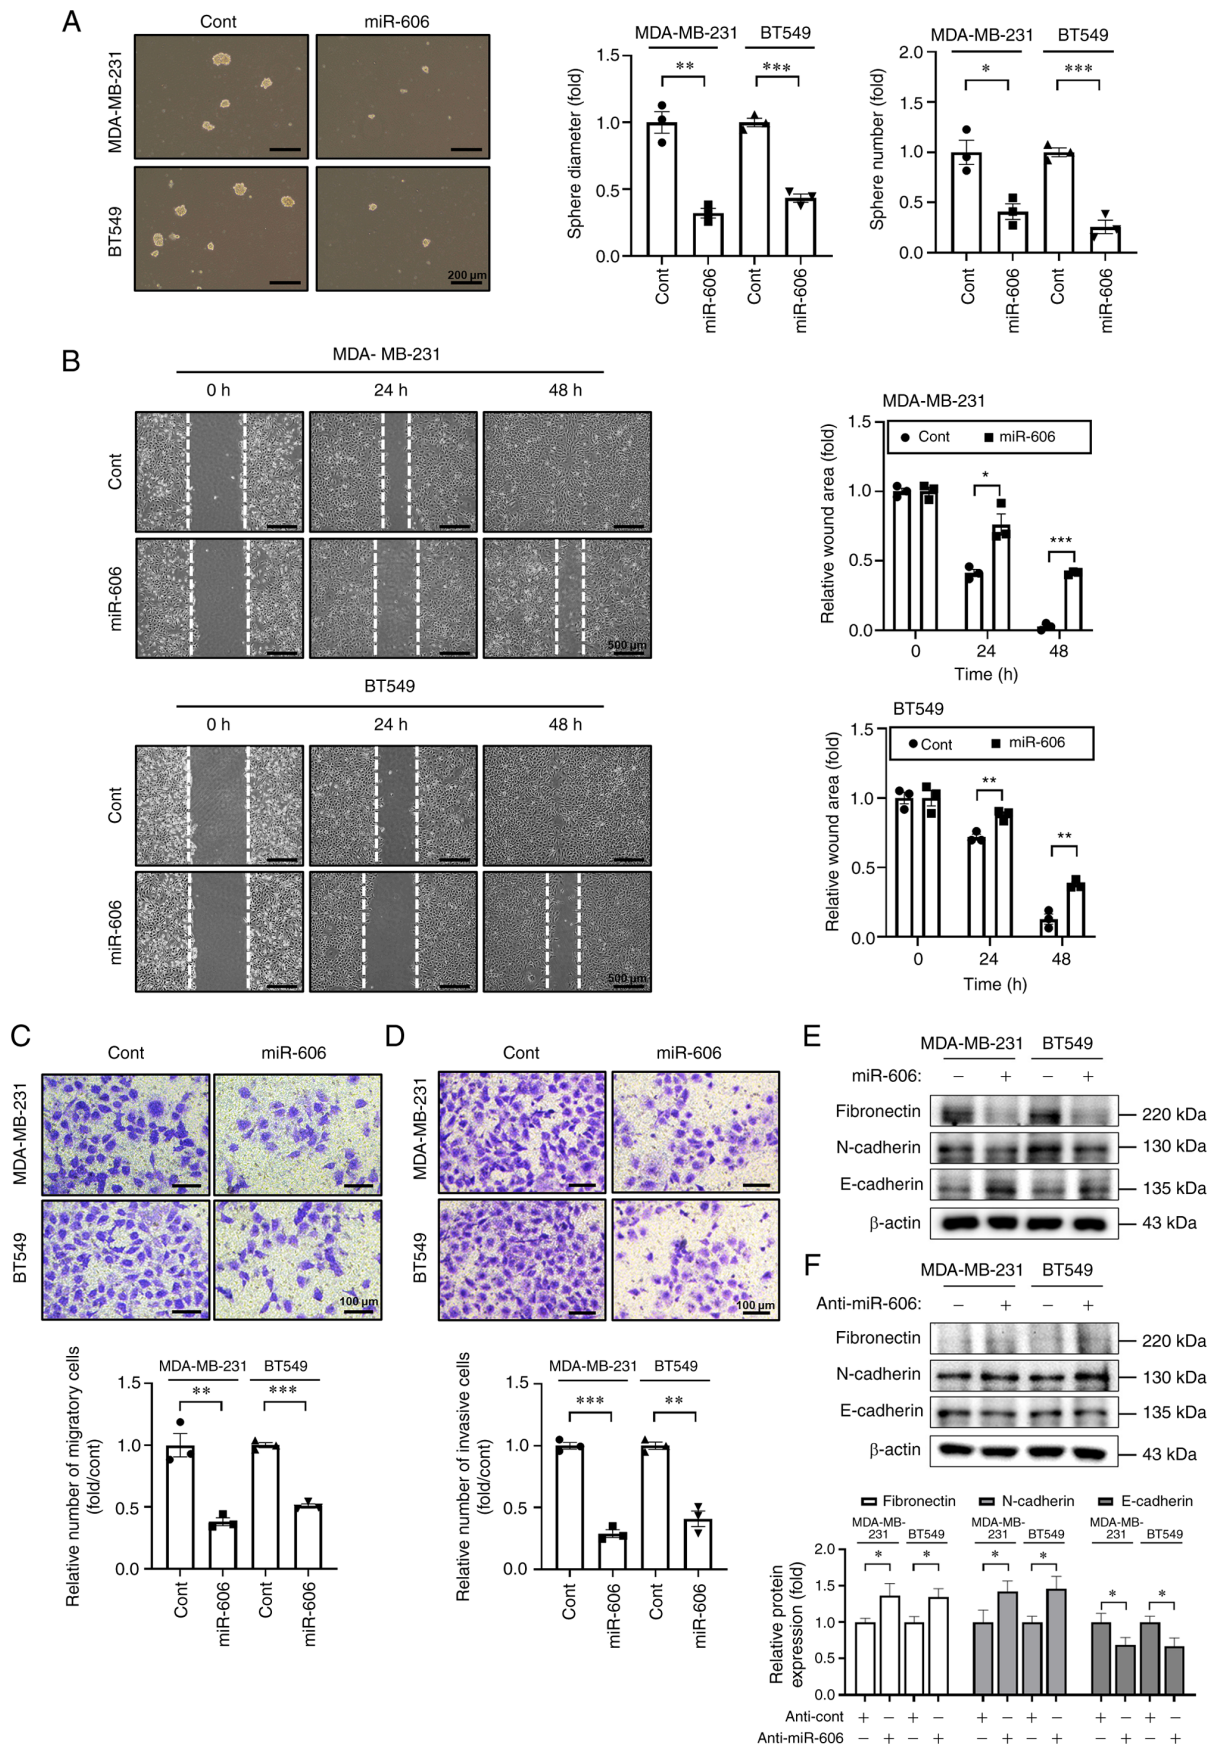 A
Cont miR-606
MDA-MB-231
BT549
200 μm
MDA-MB-231 BT549
** ***
Sphere diameter (fold)
1.5
1.0
0.5
0.0
Cont miR-606 Cont miR-606
MDA-MB-231 BT549
* ***
Sphere number (fold)
2.0
1.5
1.0
0.5
0.0
Cont miR-606 Cont miR-606
B
MDA- MB-231
0 h 24 h 48 h
Cont
miR-606
500 μm
BT549
0 h 24 h 48 h
Cont
miR-606
500 μm
MDA-MB-231
Cont miR-606
* ***
Relative wound area (fold)
1.5
1.0
0.5
0.0
0 24 48
Time (h)
BT549
Cont miR-606
** **
Relative wound area (fold)
1.5
1.0
0.5
0.0
0 24 48
Time (h)
C
Cont miR-606
MDA-MB-231
BT549
100 μm
MDA-MB-231 BT549
** ***
Relative number of migratory cells
(fold/cont)
1.5
1.0
0.5
0.0
Cont miR-606 Cont miR-606
D
Cont miR-606
MDA-MB-231
BT549
100 μm
MDA-MB-231 BT549
*** **
Relative number of invasive cells
(fold/cont)
1.5
1.0
0.5
0.0
Cont miR-606 Cont miR-606
E
MDA-MB-231 BT549
miR-606: − + − +
Fibronectin 220 kDa
N-cadherin 130 kDa
E-cadherin 135 kDa
β-actin 43 kDa
F
MDA-MB-231 BT549
Anti-miR-606: − + − +
Fibronectin 220 kDa
N-cadherin 130 kDa
E-cadherin 135 kDa
β-actin 43 kDa
Fibronectin N-cadherin E-cadherin
MDA-MB- MDA-MB- MDA-MB-
231 BT549 231 BT549 231 BT549
* * * * * *
Relative protein
expression (fold)
2.0
1.5
1.0
0.5
0.0
Anti-cont + − + − + − + − + − + −
Anti-miR-606 − + − + − + − + − + − +